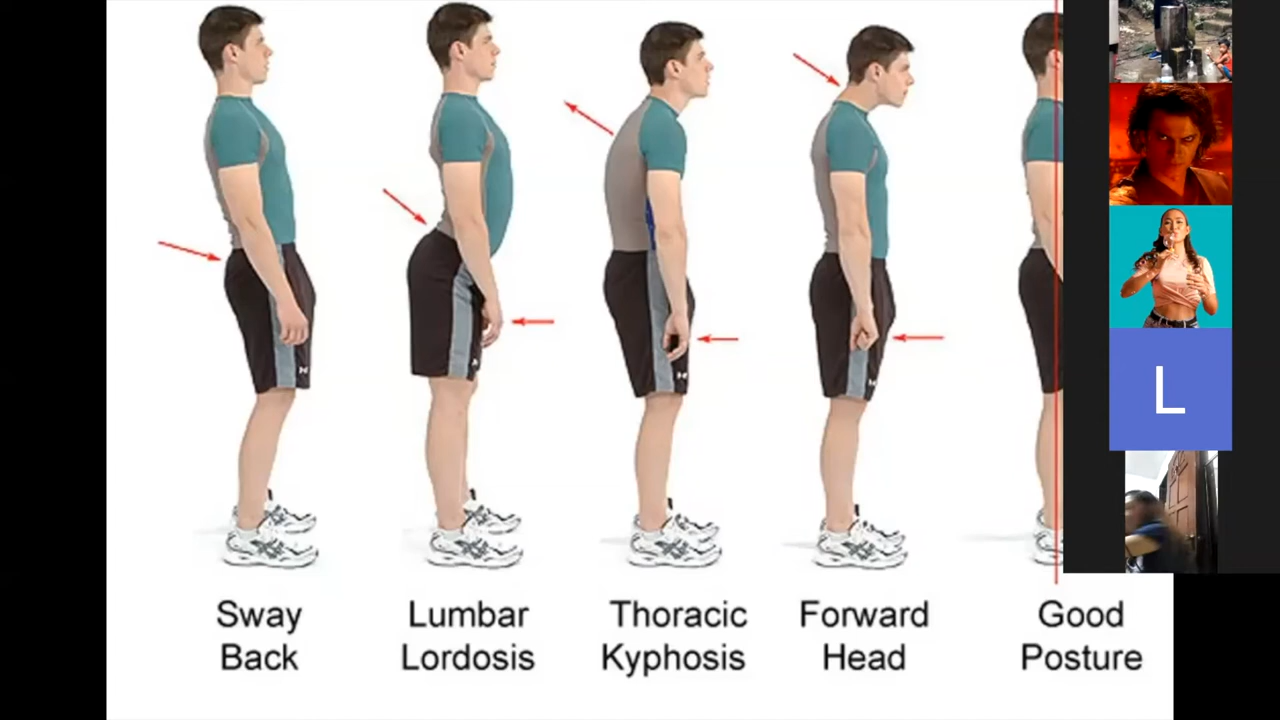 Sway
Back
Lumbar
Lordosis
Thoracic
Kyphosis
Forward
Head
Good
Posture
L